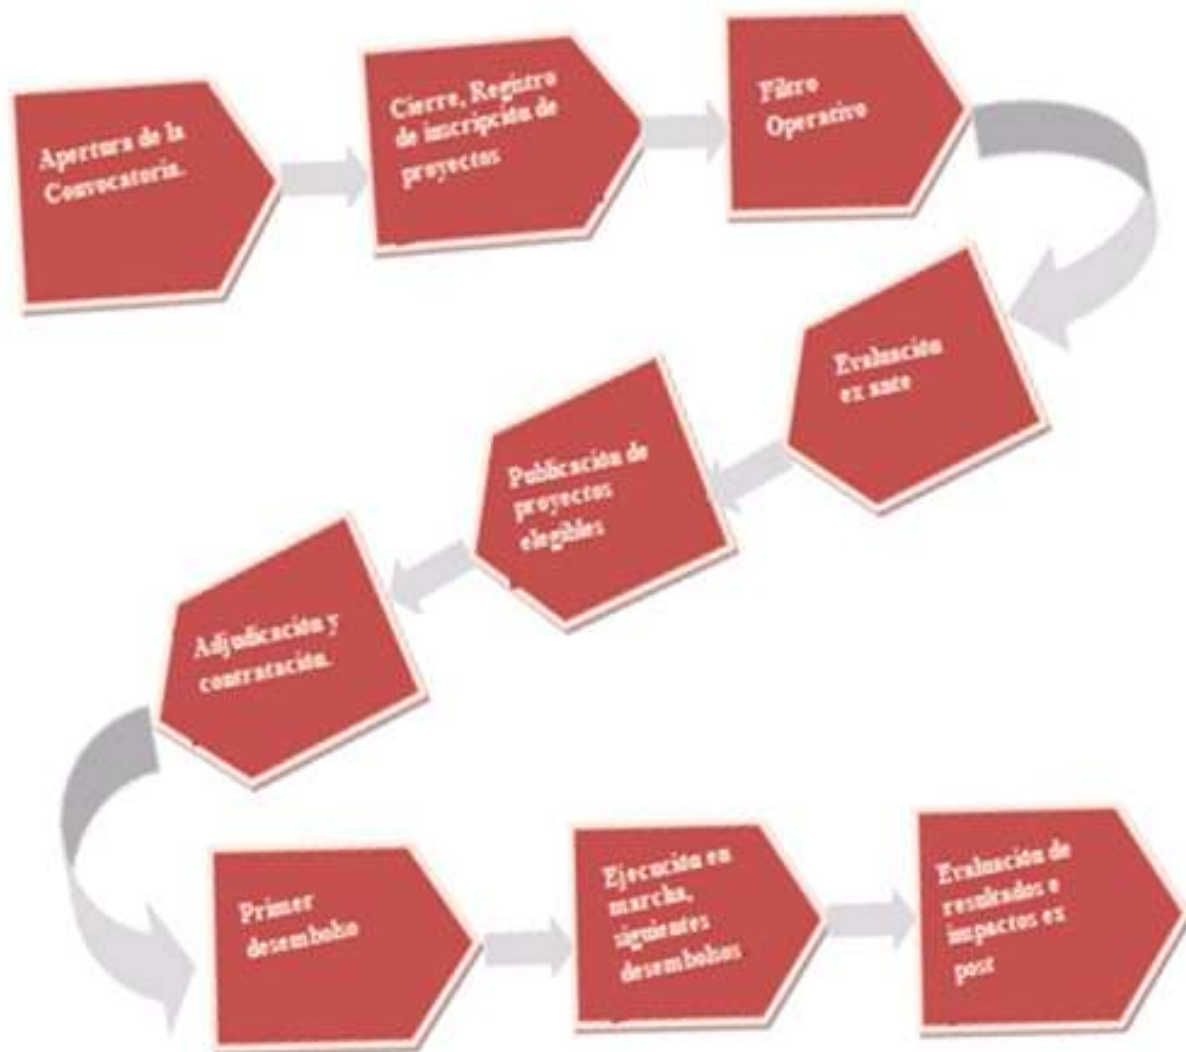 Apertura de la
Convocatoria.
Cierre, Registro
de inscripción de
proyectos
Filtro
Operativo
Evaluación
ex ante
Publicación de
proyectos
elegibles
Adjudicación y
contratación.
Primer
desembolso
Ejecución en
marcha,
siguientes
desembolsos
Evaluación de
resultados e
impactos ex
post